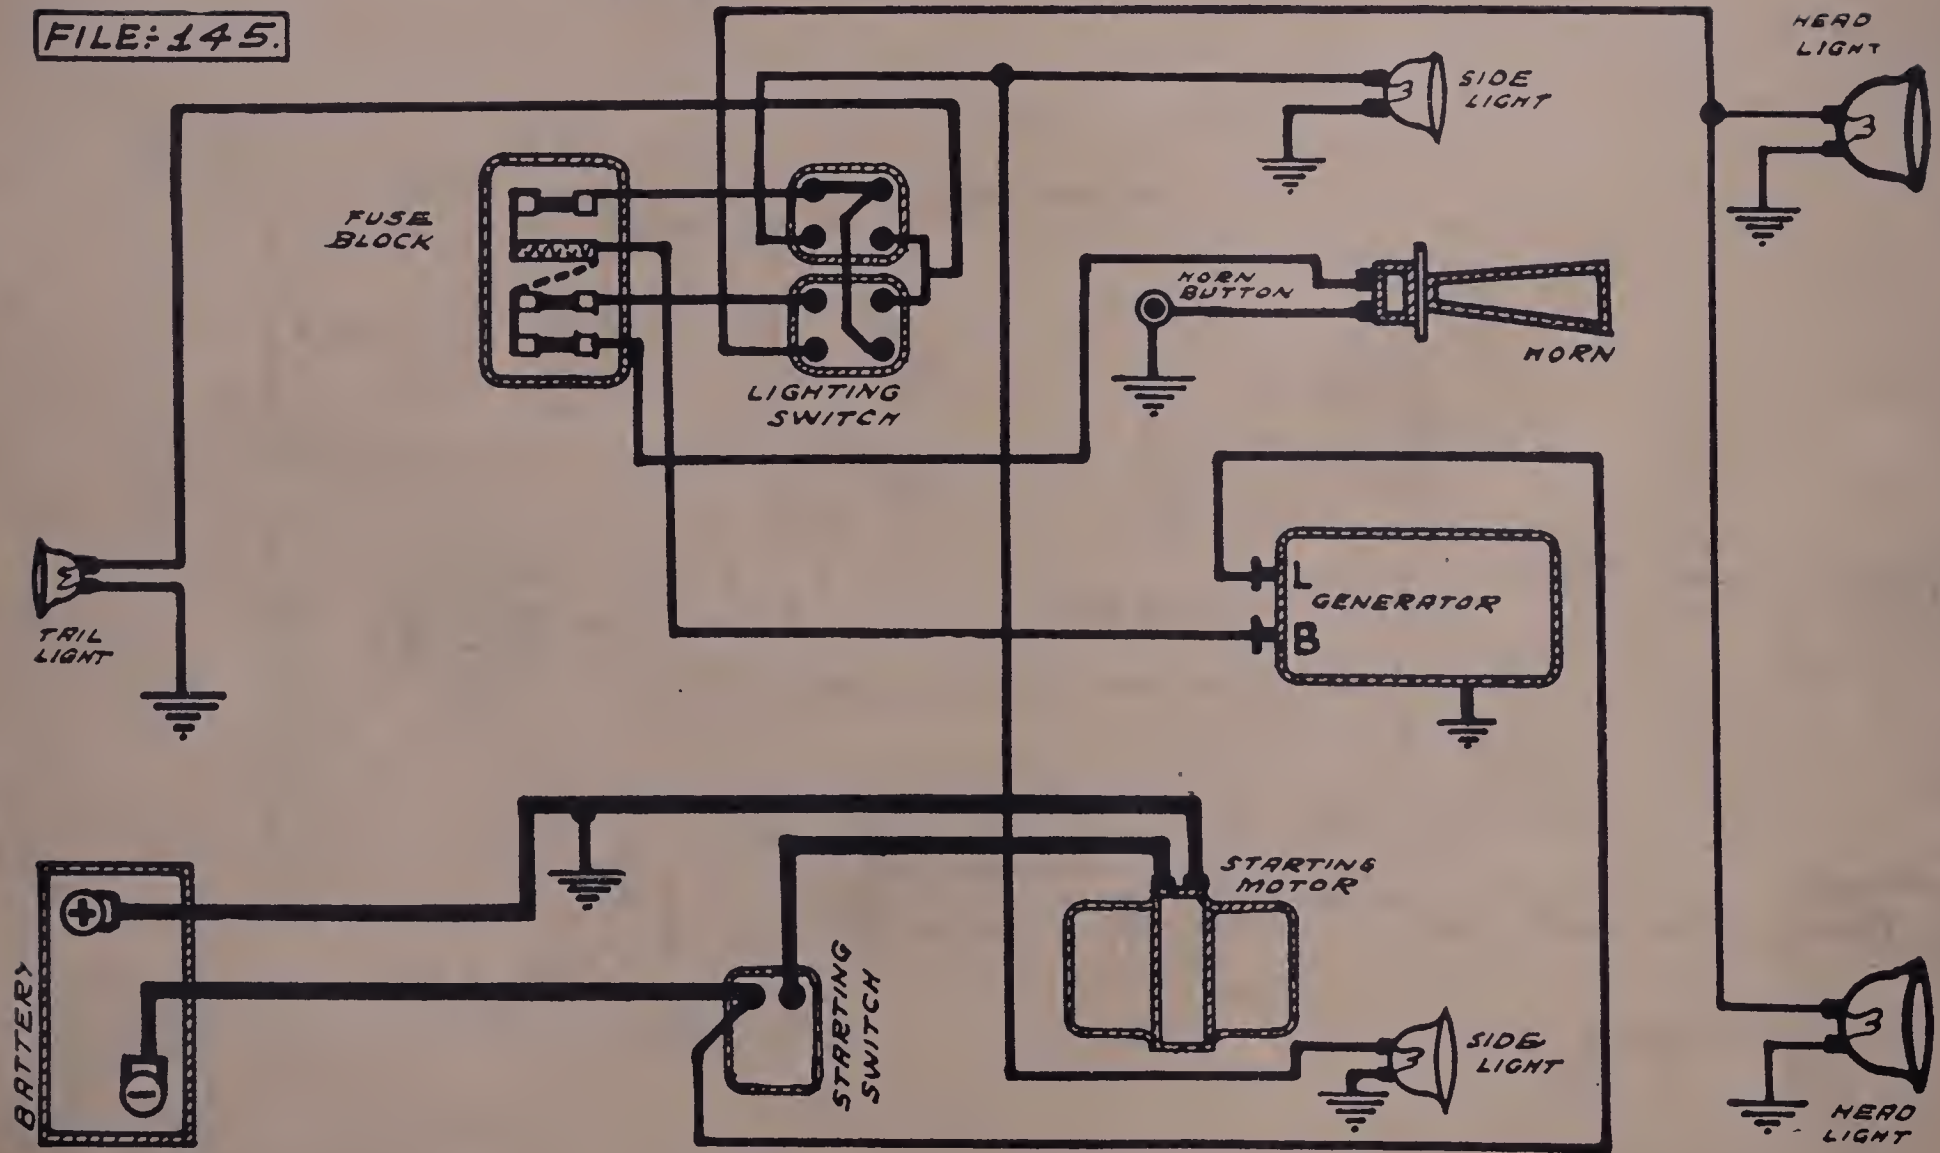 FILE: 145.
HEAD
LIGHT
SIDE
LIGHT
FUSE
BLOCK
HORN
BUTTON
HORN
LIGHTING
SWITCH
L
GENERATOR
B
TAIL
LIGHT
STARTING
MOTOR
+
BATTERY
-
STARTING
SWITCH
SIDE
LIGHT
HEAD
LIGHT